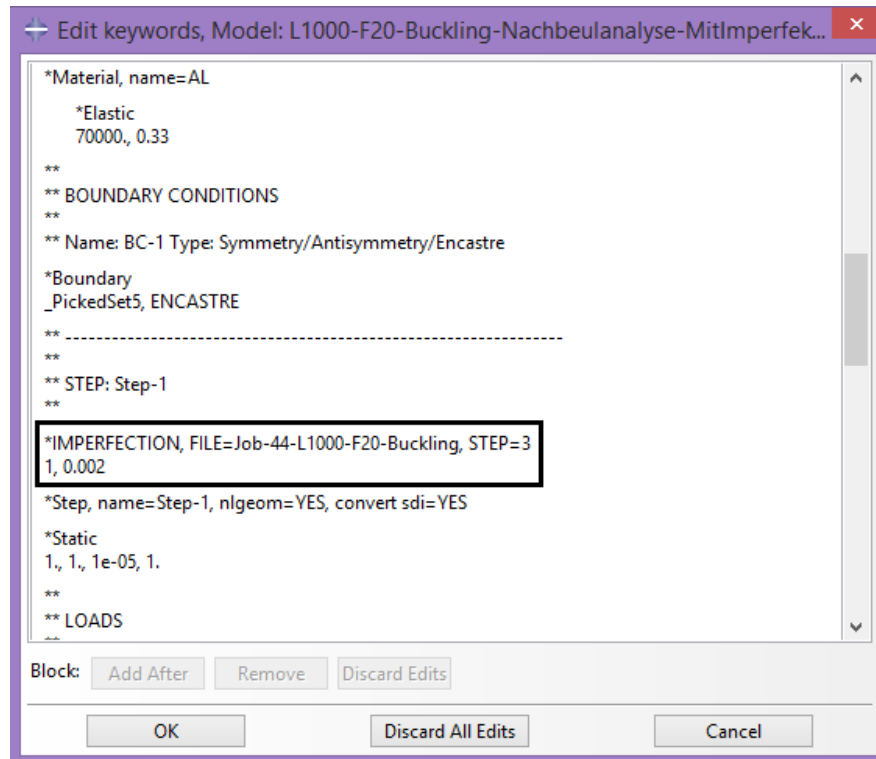 Edit keywords, Model: L1000-F20-Buckling-Nachbeulanalyse-MitImperfek...
*Material, name=AL
*Elastic
70000., 0.33
**
** BOUNDARY CONDITIONS
**
** Name: BC-1 Type: Symmetry/Antisymmetry/Encastre
*Boundary
_PickedSet5, ENCASTRE
** ----------------------------------------------------------------
**
** STEP: Step-1
**
*IMPERFECTION, FILE=Job-44-L1000-F20-Buckling, STEP=3
1, 0.002
*Step, name=Step-1, nlgeom=YES, convert sdi=YES
*Static
1., 1., 1e-05, 1.
**
** LOADS
**
Block: Add After Remove Discard Edits
OK Discard All Edits Cancel